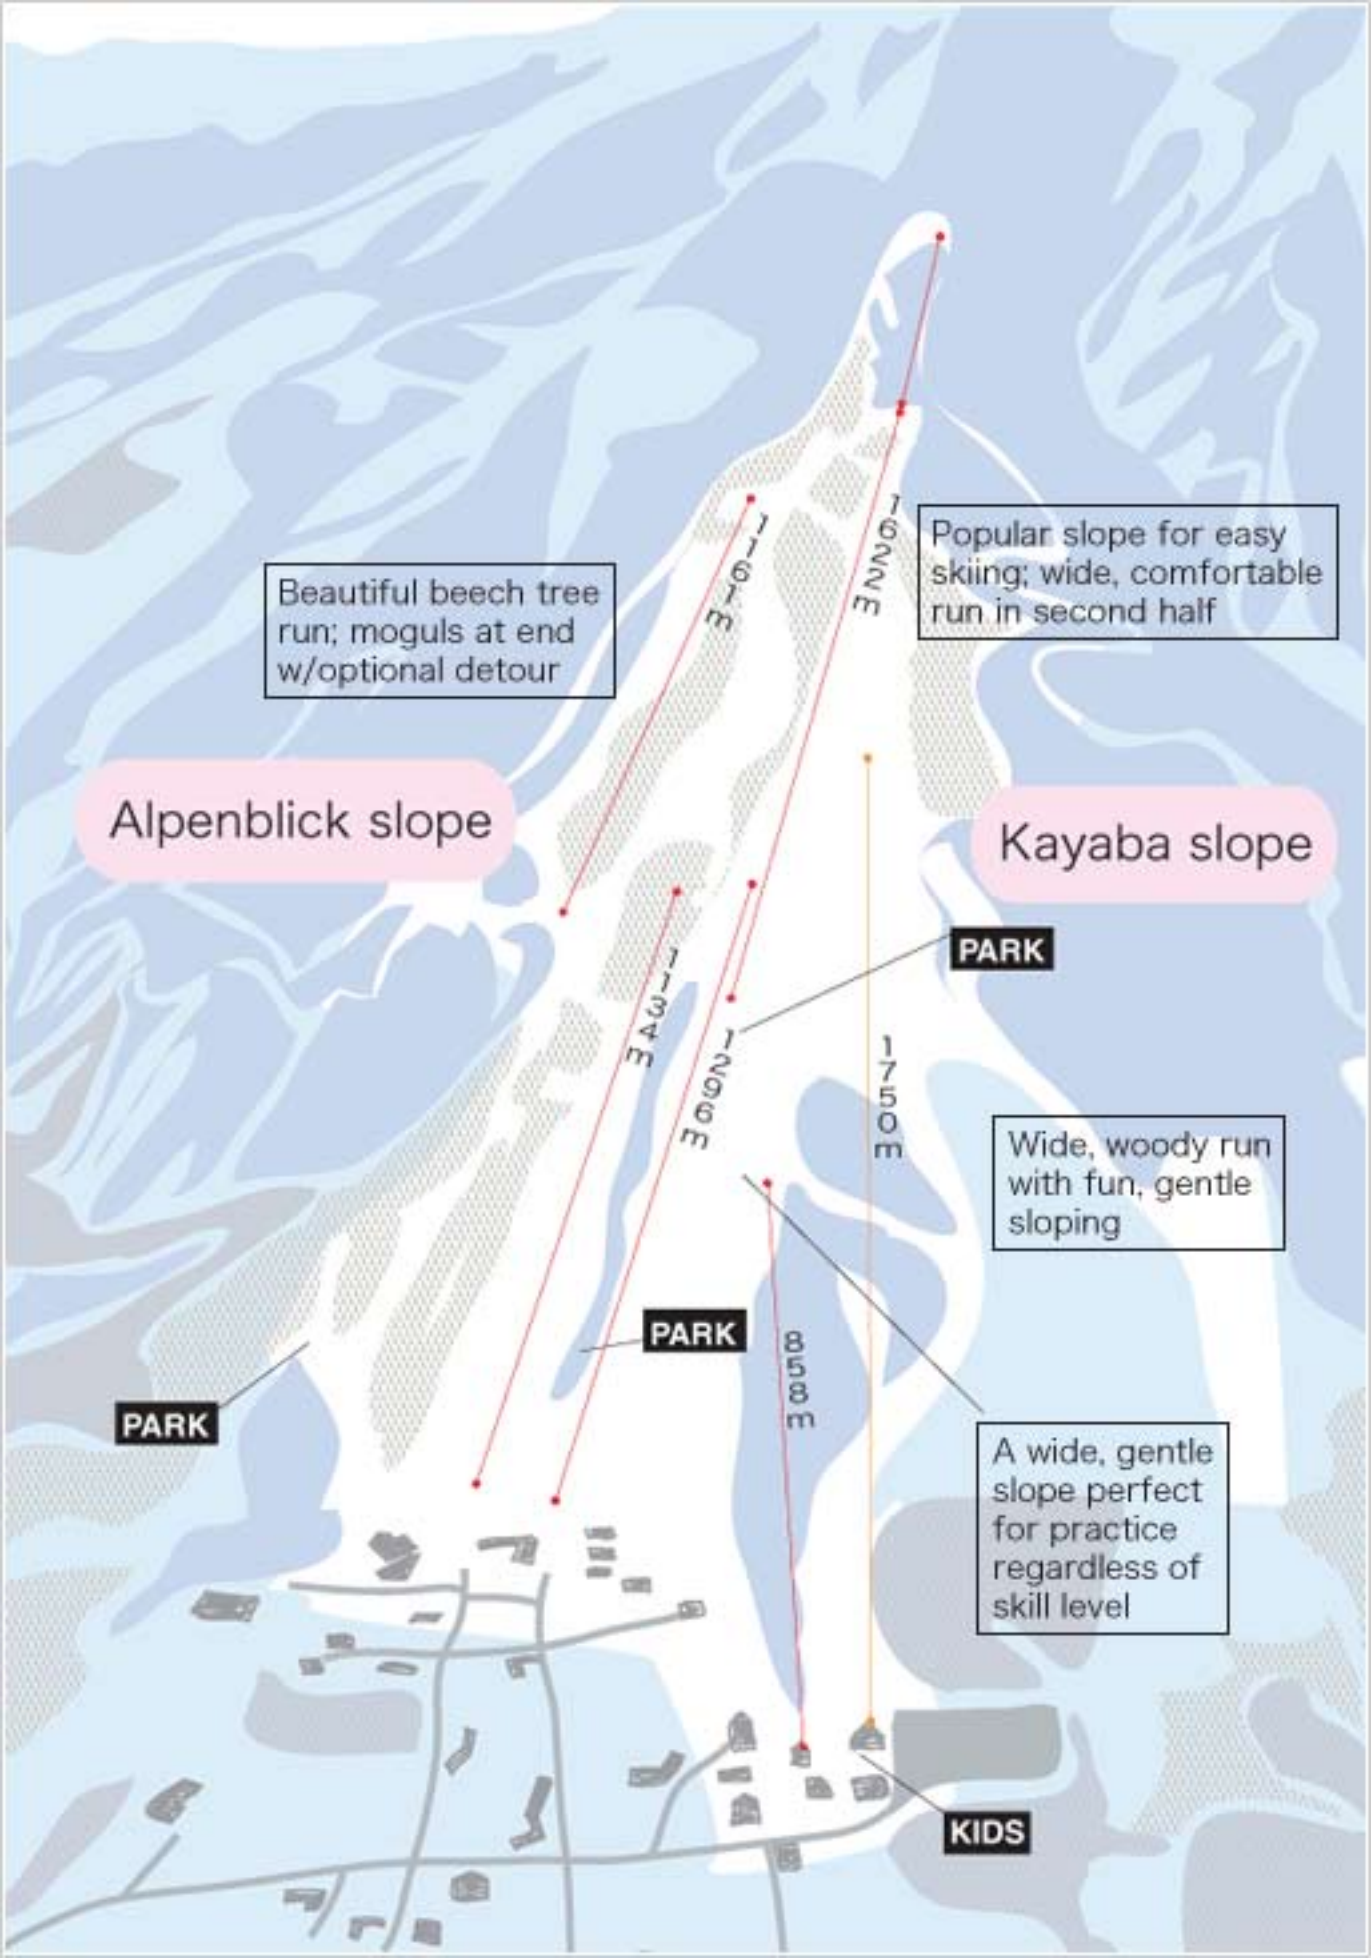 1161m
1622m
Popular slope for easy
skiing; wide, comfortable
run in second half
Beautiful beech tree
run; moguls at end
w/optional detour
Alpenblick slope
Kayaba slope
PARK
1134m
1296m
1750m
Wide, woody run
with fun, gentle
sloping
PARK
858m
PARK
A wide, gentle
slope perfect
for practice
regardless of
skill level
KIDS